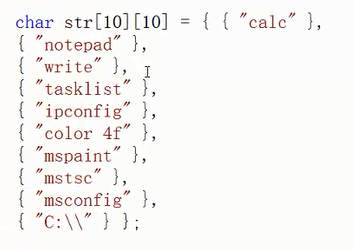 char str[10][10] = { { "calc" },
{ "notepad" },
{ "write" },
{ "tasklist" },
{ "ipconfig" },
{ "color 4f" },
{ "mspaint" },
{ "mstsc" },
{ "msconfig" },
{ "C:\\" } };